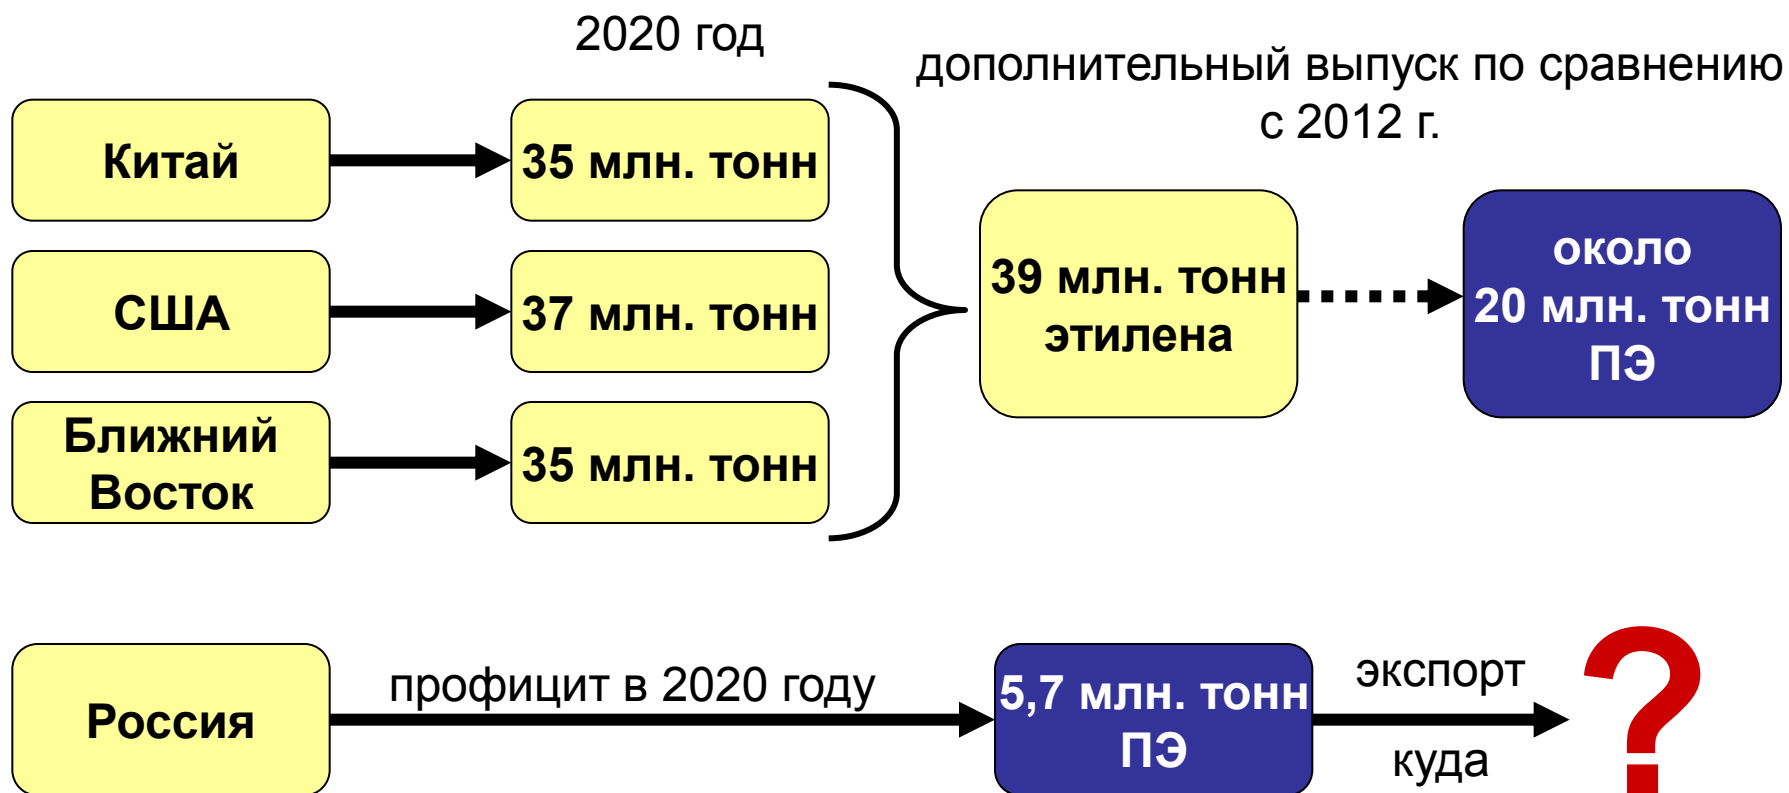 2020 год
дополнительный выпуск по сравнению
с 2012 г.
Китай
35 млн. тонн
США
37 млн. тонн
Ближний
Восток
35 млн. тонн
39 млн. тонн
этилена
около
20 млн. тонн
ПЭ
Россия
профицит в 2020 году
5,7 млн. тонн
ПЭ
экспорт
куда
?